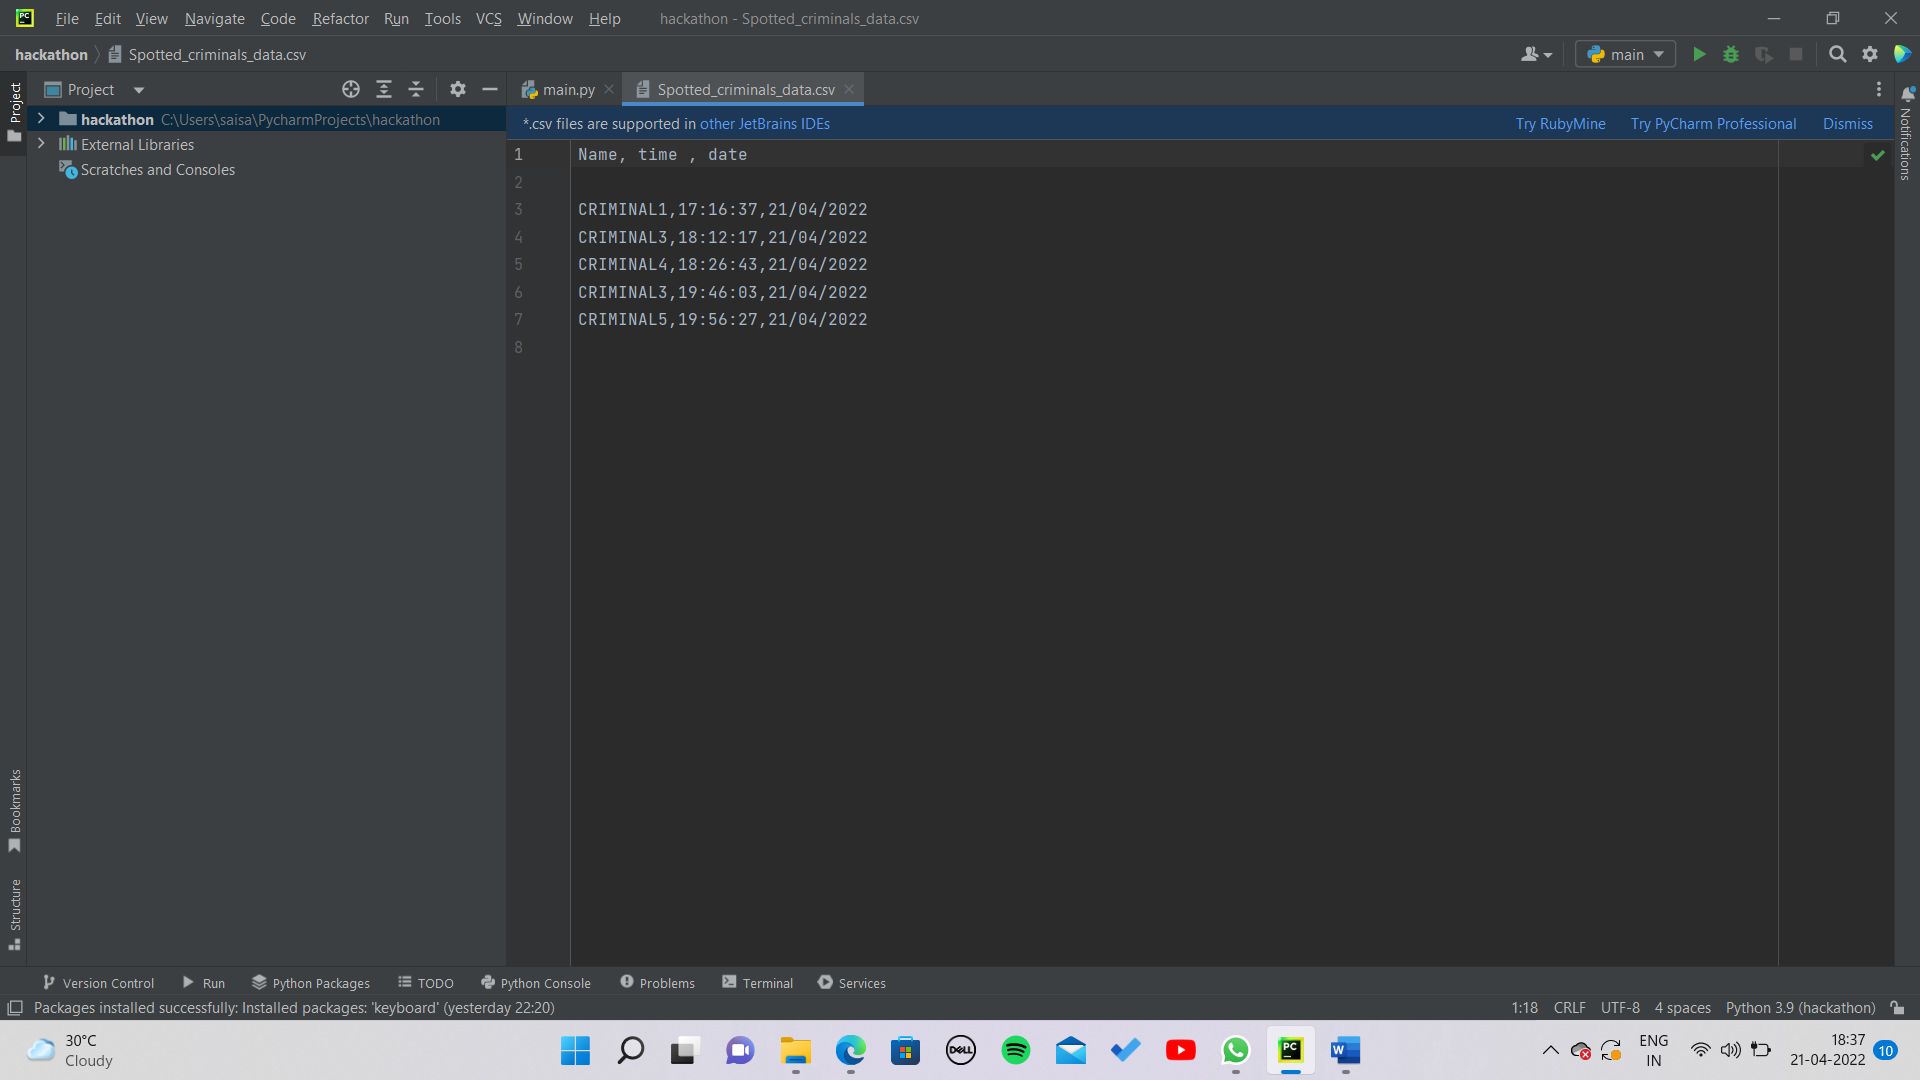 File Edit View Navigate Code Refactor Run Tools VCS Window Help hackathon - Spotted_criminals_data.csv
hackathon Spotted_criminals_data.csv
main
Project
main.py
Spotted_criminals_data.csv
Project
hackathon C:\Users\saisa\PycharmProjects\hackathon
External Libraries
Scratches and Consoles
*.csv files are supported in other JetBrains IDEs
Try RubyMine Try PyCharm Professional Dismiss
Notifications
1 Name, time , date
2
3 CRIMINAL1,17:16:37,21/04/2022
4 CRIMINAL3,18:12:17,21/04/2022
5 CRIMINAL4,18:26:43,21/04/2022
6 CRIMINAL3,19:46:03,21/04/2022
7 CRIMINAL5,19:56:27,21/04/2022
8
Bookmarks
Structure
Version Control Run Python Packages TODO Python Console Problems Terminal Services
Packages installed successfully: Installed packages: 'keyboard' (yesterday 22:20)
1:18 CRLF UTF-8 4 spaces Python 3.9 (hackathon)
30°C
Cloudy
DELL
PC
W
ENG
IN
18:37
21-04-2022
10